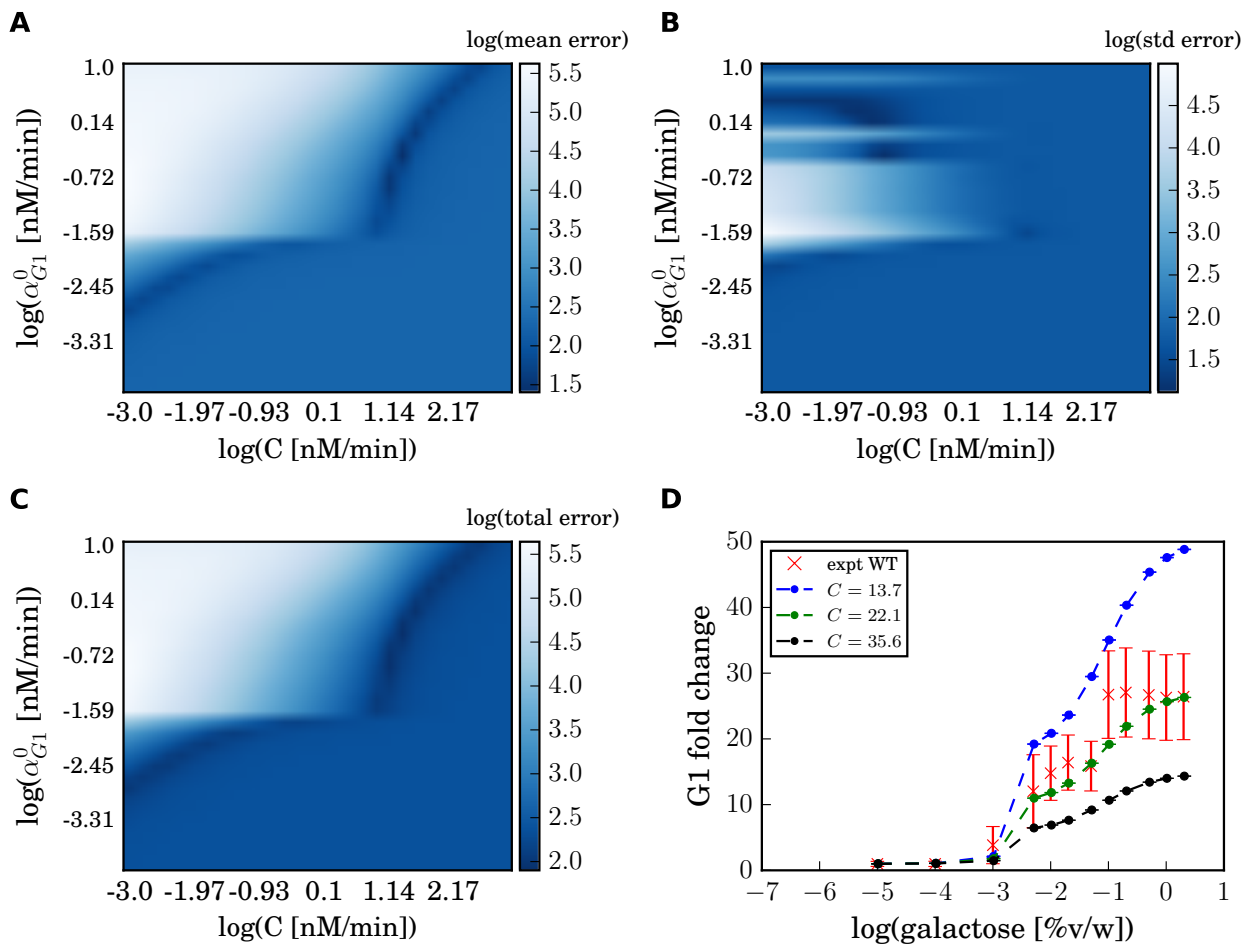 A
log(mean error)
log(α⁰_G1 [nM/min])
1.0
0.14
-0.72
-1.59
-2.45
-3.31
-3.0 -1.97 -0.93 0.1 1.14 2.17
log(C [nM/min])
5.5
5.0
4.5
4.0
3.5
3.0
2.5
2.0
1.5
B
log(std error)
log(α⁰_G1 [nM/min])
1.0
0.14
-0.72
-1.59
-2.45
-3.31
-3.0 -1.97 -0.93 0.1 1.14 2.17
log(C [nM/min])
4.5
4.0
3.5
3.0
2.5
2.0
1.5
C
log(total error)
log(α⁰_G1 [nM/min])
1.0
0.14
-0.72
-1.59
-2.45
-3.31
-3.0 -1.97 -0.93 0.1 1.14 2.17
log(C [nM/min])
5.5
5.0
4.5
4.0
3.5
3.0
2.5
2.0
D
G1 fold change
50
40
30
20
10
0
expt WT
C = 13.7
C = 22.1
C = 35.6
−7 −6 −5 −4 −3 −2 −1 0 1
log(galactose [%v/w])